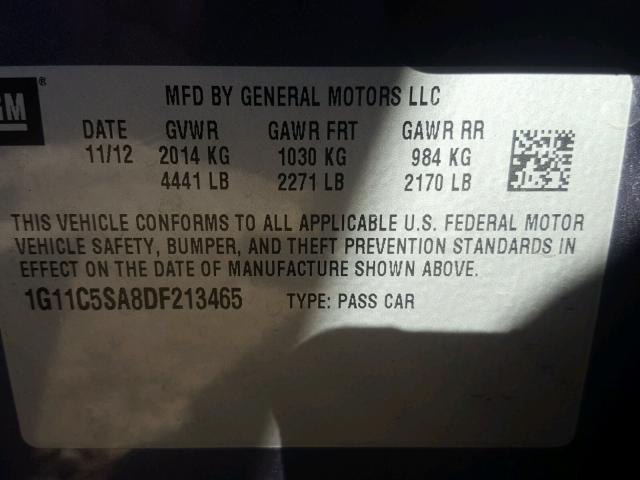 GM ®
MFD BY GENERAL MOTORS LLC
DATE GVWR GAWR FRT GAWR RR
11/12 2014 KG 1030 KG 984 KG
4441 LB 2271 LB 2170 LB
THIS VEHICLE CONFORMS TO ALL APPLICABLE U.S. FEDERAL MOTOR
VEHICLE SAFETY, BUMPER, AND THEFT PREVENTION STANDARDS IN
EFFECT ON THE DATE OF MANUFACTURE SHOWN ABOVE.
1G11C5SA8DF213465 TYPE: PASS CAR